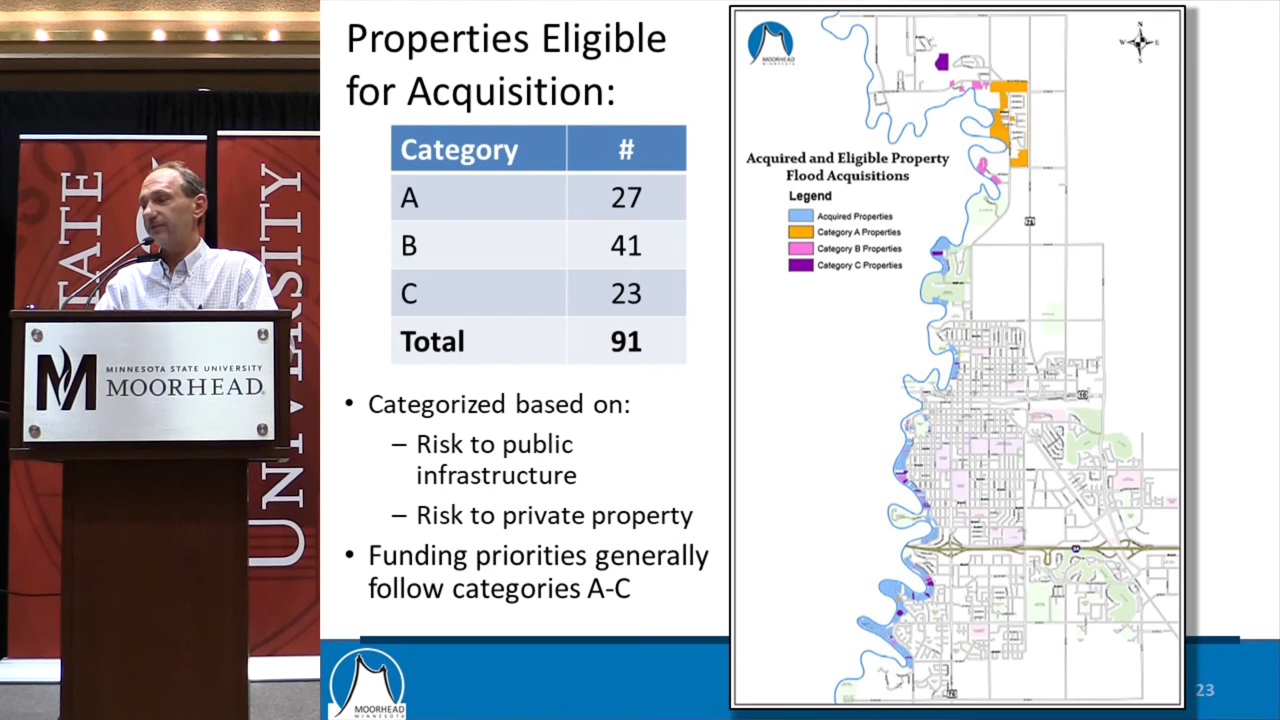 Properties Eligible
for Acquisition:
Category #
A 27
B 41
C 23
Total 91
• Categorized based on:
– Risk to public
infrastructure
– Risk to private property
• Funding priorities generally
follow categories A-C
MOORHEAD
MINNESOTA
N
W E
S
Acquired and Eligible Property
Flood Acquisitions
Legend
Acquired Properties
Category A Properties
Category B Properties
Category C Properties
STATE
UNIVERSITY
M
MINNESOTA STATE UNIVERSITY
MOORHEAD®
MOORHEAD
MINNESOTA
23